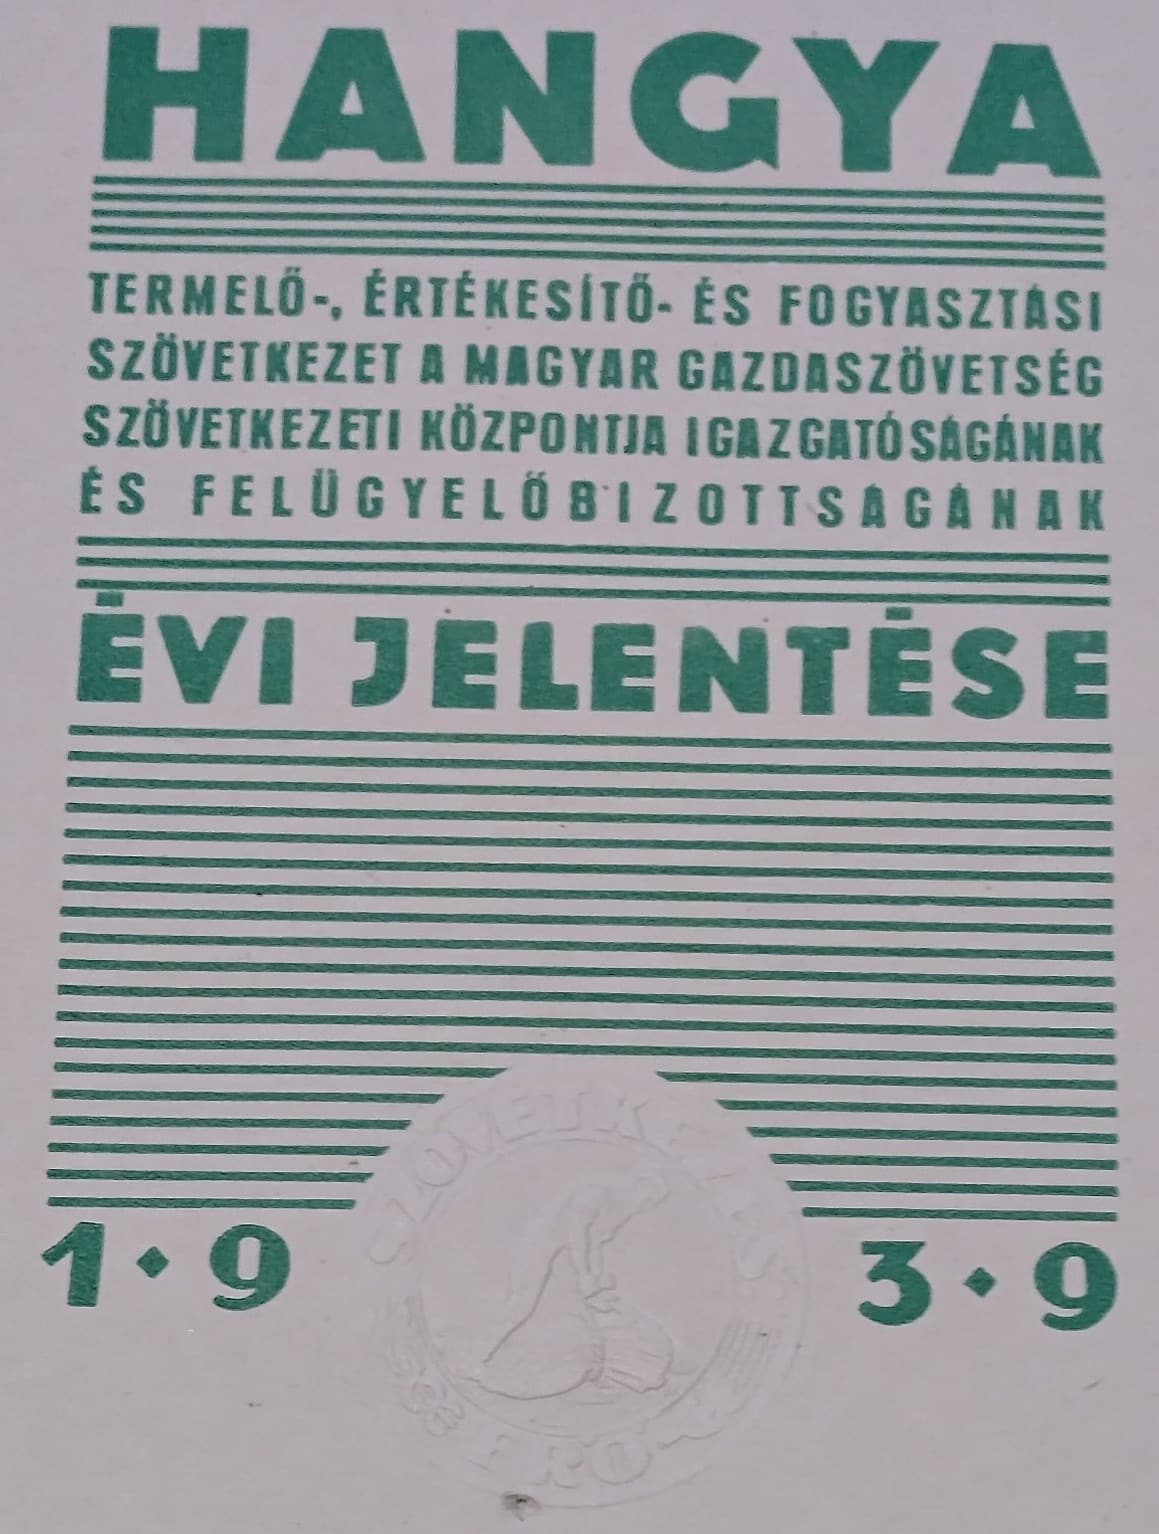 HANGYA
TERMELŐ-, ÉRTÉKESÍTŐ- ÉS FOGYASZTÁSI
SZÖVETKEZET A MAGYAR GAZDASZÖVETSÉG
SZÖVETKEZETI KÖZPONTJA IGAZGATÓSÁGÁNAK
ÉS FELÜGYELŐBIZOTTSÁGÁNAK
ÉVI JELENTÉSE
1·9 3·9
ERŐ